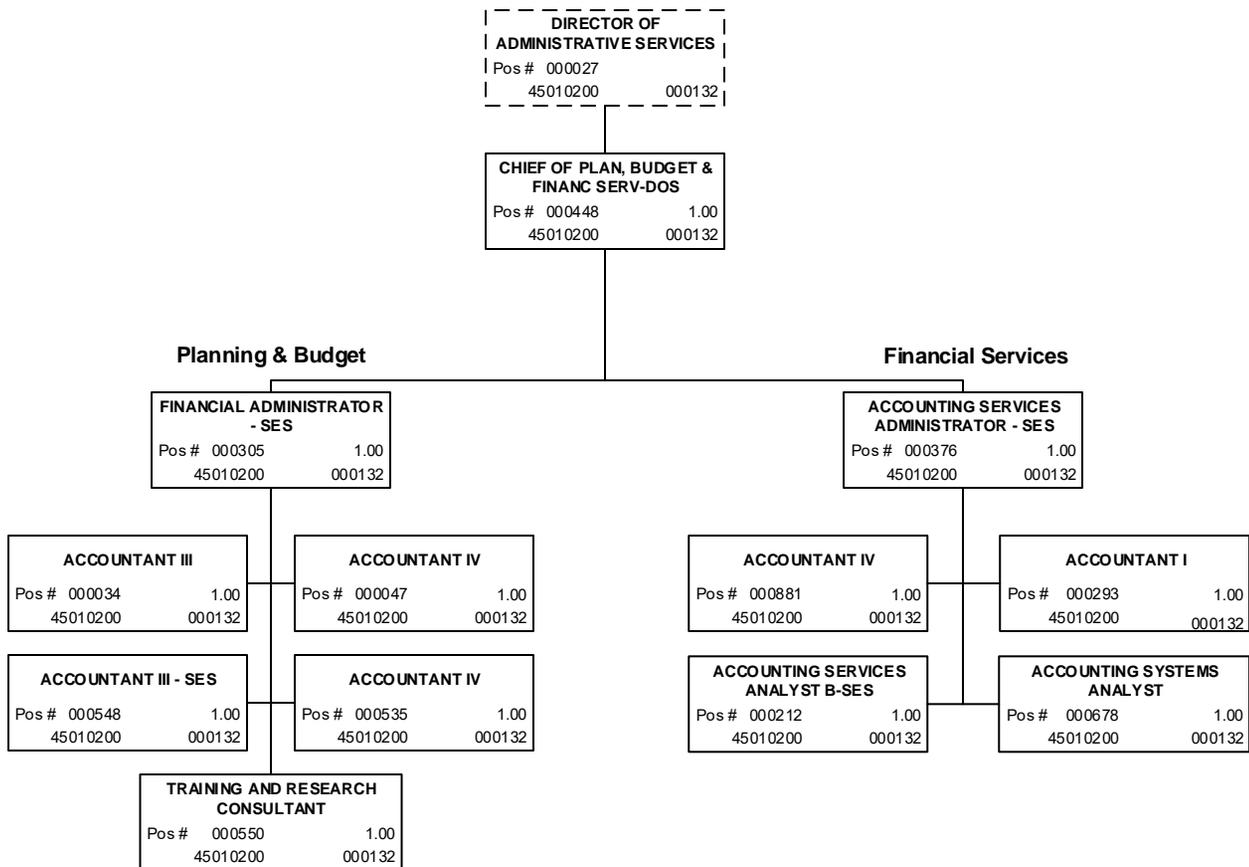 DIRECTOR OF
ADMINISTRATIVE SERVICES
Pos # 000027
45010200 000132
CHIEF OF PLAN, BUDGET &
FINANC SERV-DOS
Pos # 000448 1.00
45010200 000132
Planning & Budget
Financial Services
FINANCIAL ADMINISTRATOR
- SES
Pos # 000305 1.00
45010200 000132
ACCOUNTING SERVICES
ADMINISTRATOR - SES
Pos # 000376 1.00
45010200 000132
ACCOUNTANT III
Pos # 000034 1.00
45010200 000132
ACCOUNTANT IV
Pos # 000047 1.00
45010200 000132
ACCOUNTANT IV
Pos # 000881 1.00
45010200 000132
ACCOUNTANT I
Pos # 000293 1.00
45010200 000132
ACCOUNTANT III - SES
Pos # 000548 1.00
45010200 000132
ACCOUNTANT IV
Pos # 000535 1.00
45010200 000132
ACCOUNTING SERVICES
ANALYST B-SES
Pos # 000212 1.00
45010200 000132
ACCOUNTING SYSTEMS
ANALYST
Pos # 000678 1.00
45010200 000132
TRAINING AND RESEARCH
CONSULTANT
Pos # 000550 1.00
45010200 000132